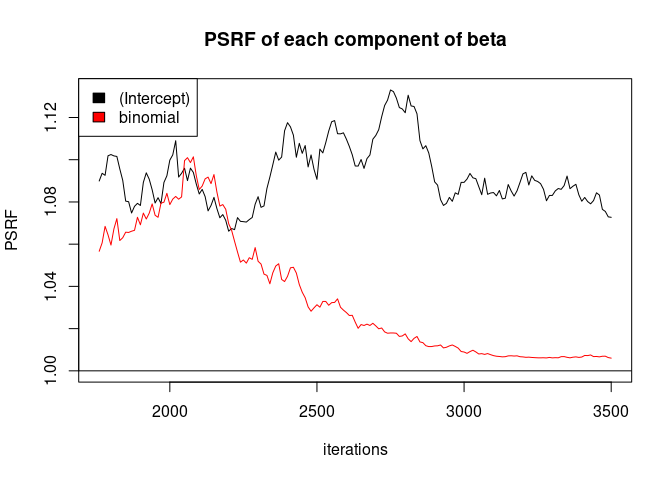 PSRF of each component of beta
(Intercept)
binomial
PSRF
1.12
1.08
1.04
1.00
2000 2500 3000 3500
iterations